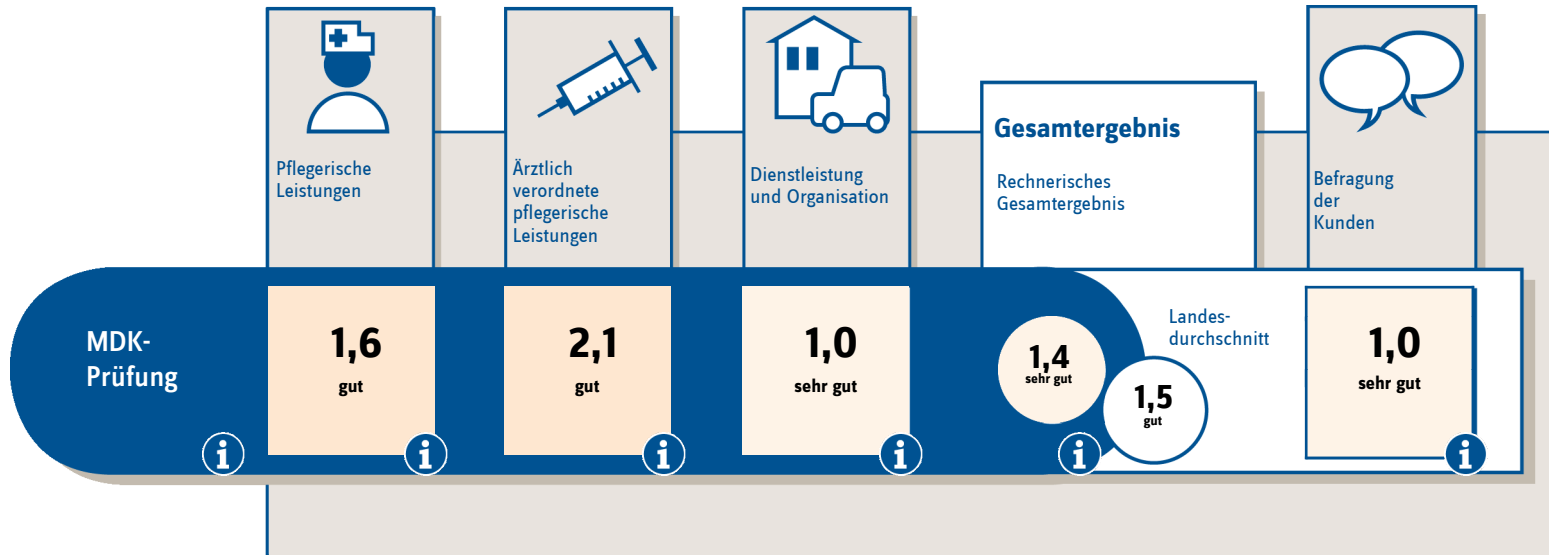 Pflegerische
Leistungen
Ärztlich
verordnete
pflegerische
Leistungen
Dienstleistung
und Organisation
Gesamtergebnis
Rechnerisches
Gesamtergebnis
Befragung
der
Kunden
MDK-
Prüfung
1,6
gut
2,1
gut
1,0
sehr gut
1,4
sehr gut
Landes-
durchschnitt
1,5
gut
1,0
sehr gut
i
i
i
i
i
i